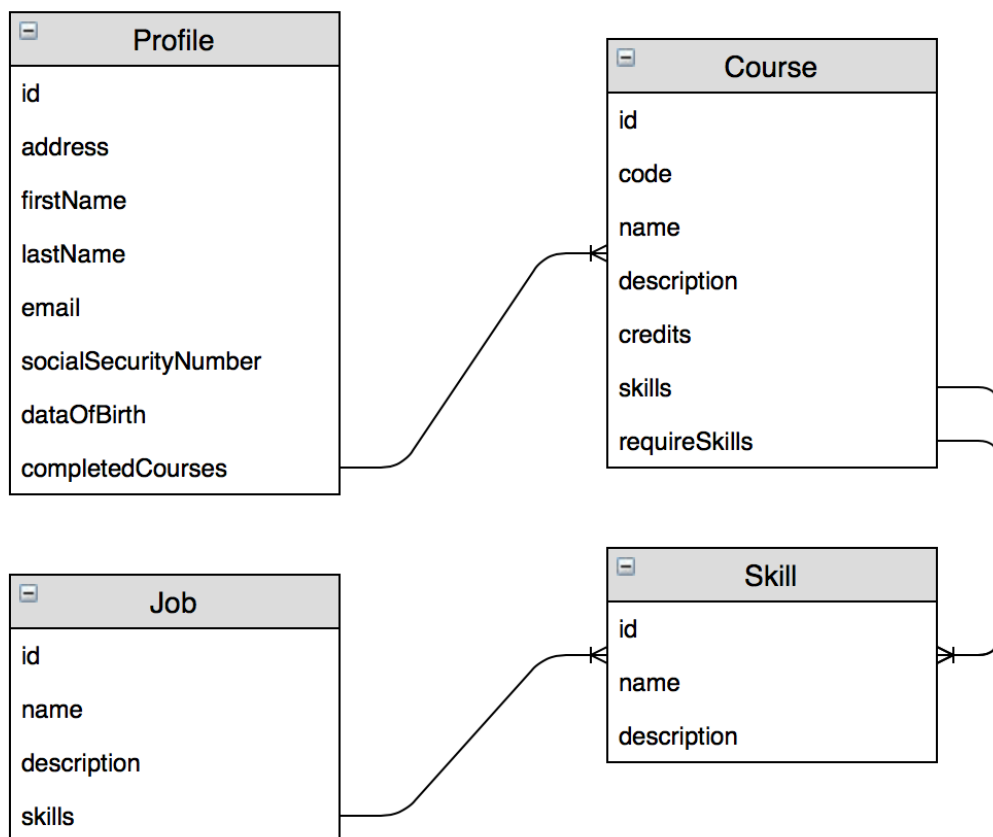 Profile
id
address
firstName
lastName
email
socialSecurityNumber
dataOfBirth
completedCourses
Course
id
code
name
description
credits
skills
requireSkills
Job
id
name
description
skills
Skill
id
name
description